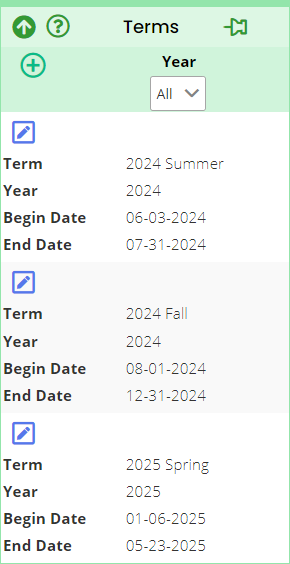 Terms
Year
All
Term 2024 Summer
Year 2024
Begin Date 06-03-2024
End Date 07-31-2024
Term 2024 Fall
Year 2024
Begin Date 08-01-2024
End Date 12-31-2024
Term 2025 Spring
Year 2025
Begin Date 01-06-2025
End Date 05-23-2025